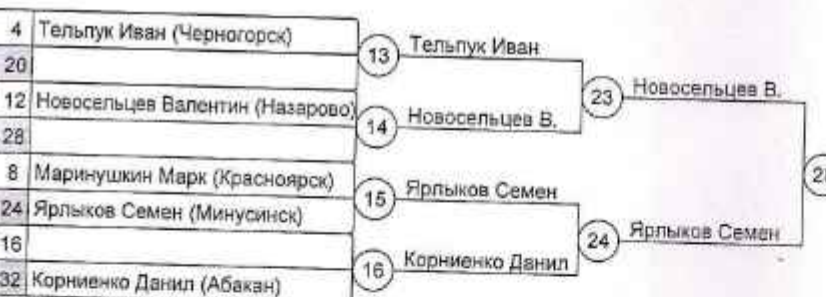 4 Тельпук Иван (Черногорск)
20
12 Новосельцев Валентин (Назарово)
28
8 Маринушкин Марк (Красноярск)
24 Ярлыков Семен (Минусинск)
16
32 Корниенко Данил (Абакан)
13 Тельпук Иван
14 Новосельцев В.
15 Ярлыков Семен
16 Корниенко Данил
23 Новосельцев В.
24 Ярлыков Семен